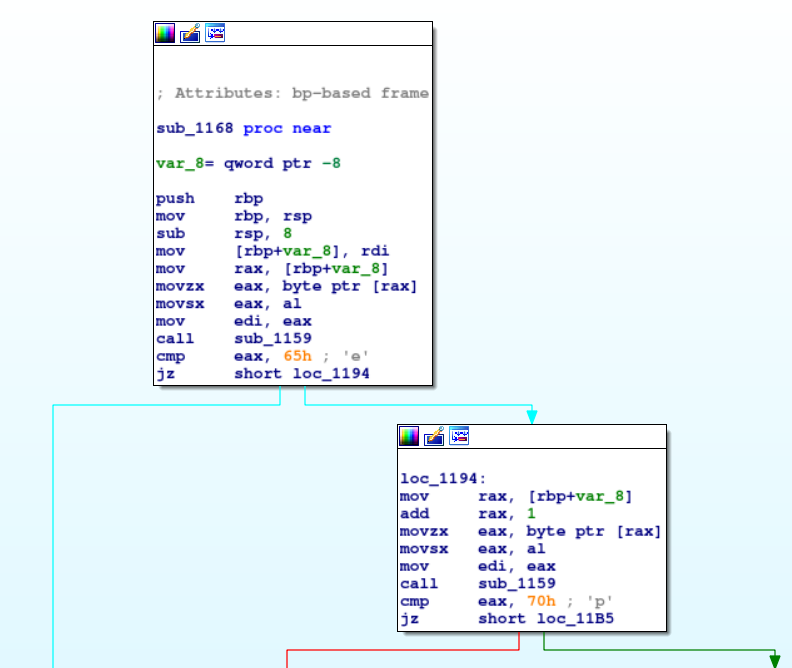 ; Attributes: bp-based frame
sub_1168 proc near
var_8= qword ptr -8
push rbp
mov rbp, rsp
sub rsp, 8
mov [rbp+var_8], rdi
mov rax, [rbp+var_8]
movzx eax, byte ptr [rax]
movsx eax, al
mov edi, eax
call sub_1159
cmp eax, 65h ; 'e'
jz short loc_1194
loc_1194:
mov rax, [rbp+var_8]
add rax, 1
movzx eax, byte ptr [rax]
movsx eax, al
mov edi, eax
call sub_1159
cmp eax, 70h ; 'p'
jz short loc_11B5